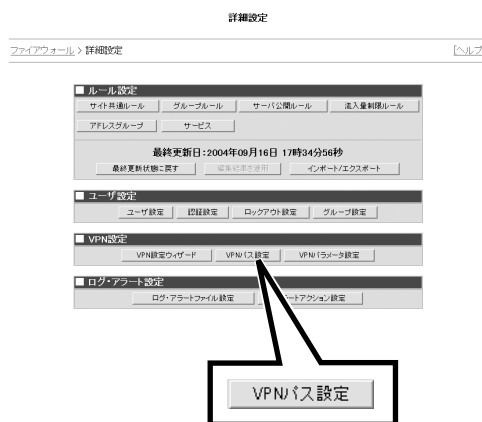 詳細設定
ファイアウォール > 詳細設定 [ヘルプ
■ ルール設定
サイト共通ルール グループルール サーバ公開ルール 流入量制限ルール
アドレスグループ サービス
最終更新日:2004年09月16日 17時34分56秒
最終更新状態に戻す 編集結果を適用 インポート/エクスポート
■ ユーザ設定
ユーザ設定 認証設定 ロックアウト設定 グループ設定
■ VPN設定
VPN設定ウィザード VPNパス設定 VPNパラメータ設定
■ ログ・アラート設定
ログ・アラートファイル設定 ートアクション設定
VPNパス設定